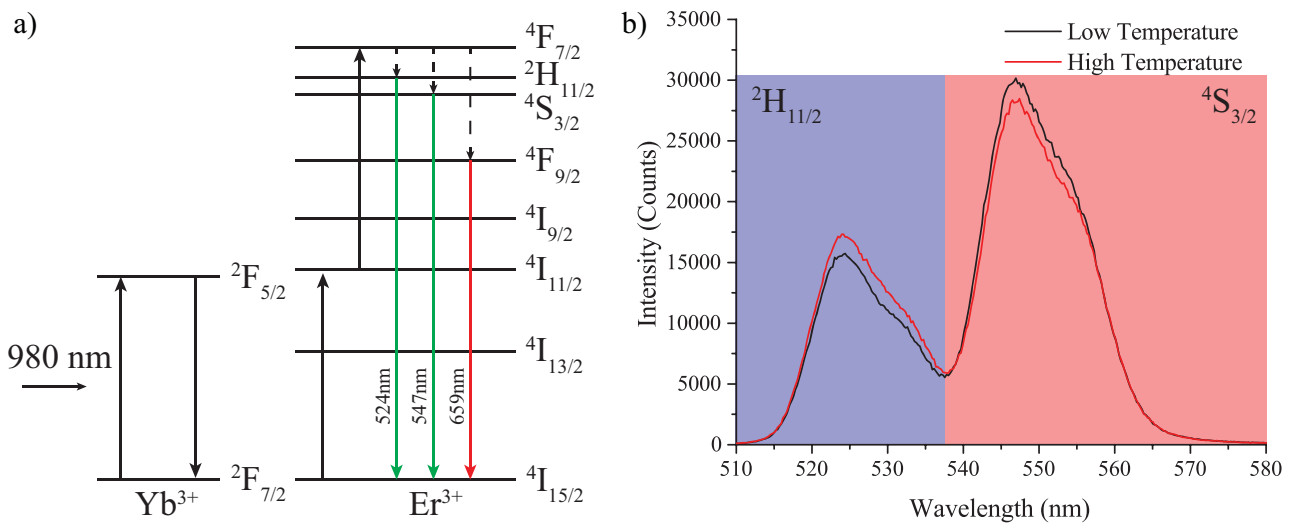 a)
⁴F₇/₂
²H₁₁/₂
⁴S₃/₂
⁴F₉/₂
⁴I₉/₂
²F₅/₂
⁴I₁₁/₂
980 nm
⁴I₁₃/₂
524nm
547nm
659nm
²F₇/₂
⁴I₁₅/₂
Yb³⁺
Er³⁺
b)
Low Temperature
High Temperature
²H₁₁/₂
⁴S₃/₂
Intensity (Counts)
35000
30000
25000
20000
15000
10000
5000
0
510 520 530 540 550 560 570 580
Wavelength (nm)